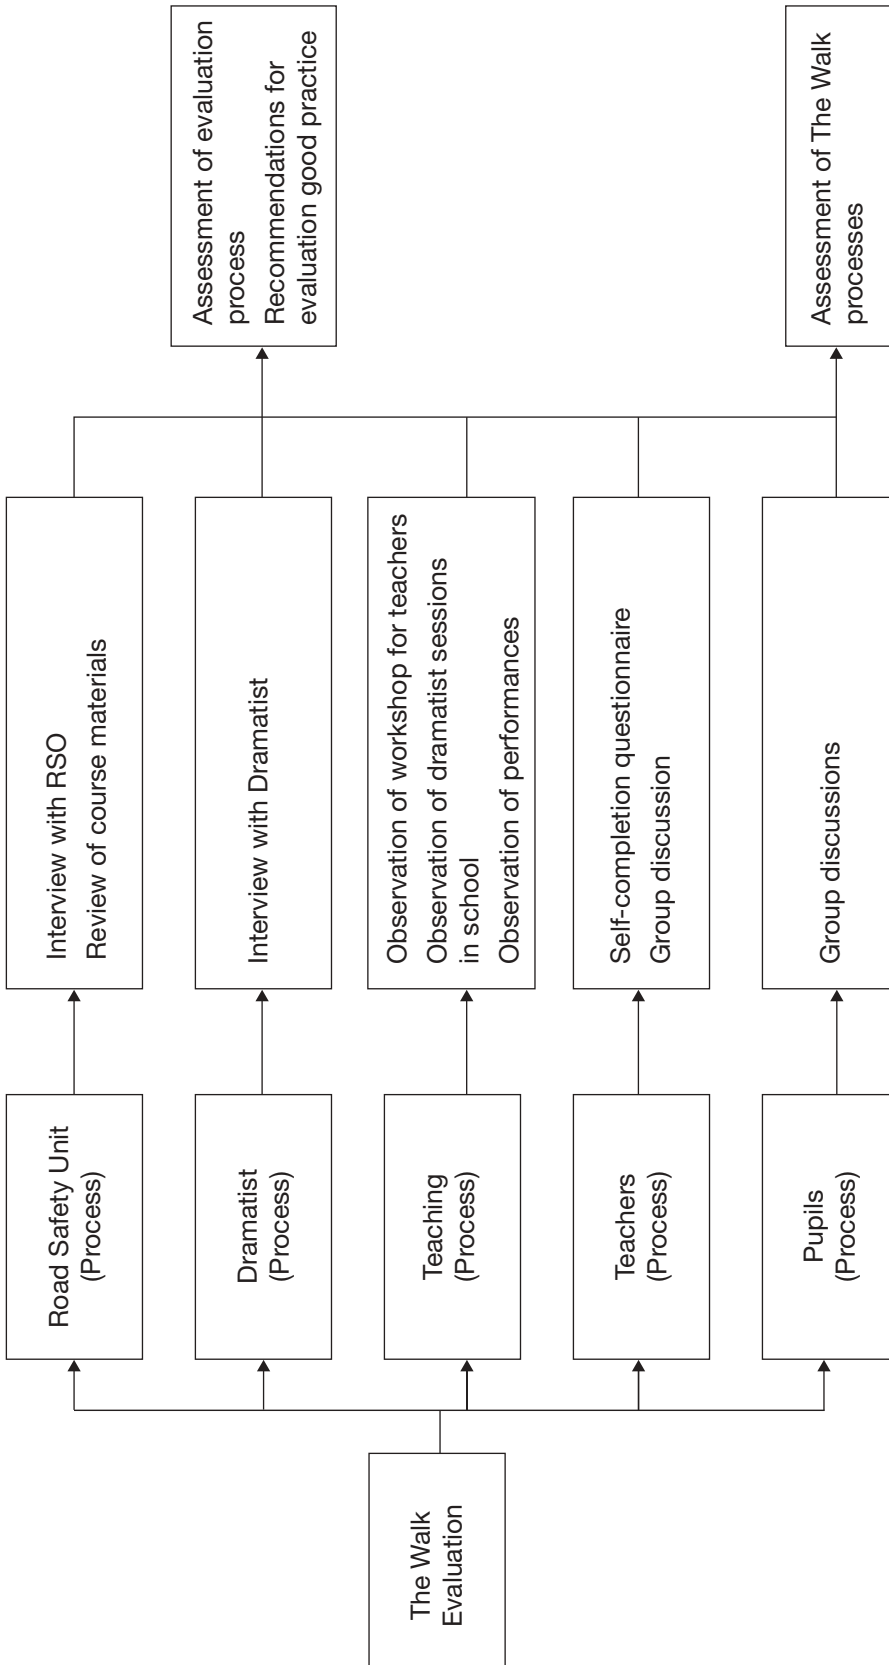 The Walk
Evaluation
Road Safety Unit
(Process)
Dramatist
(Process)
Teaching
(Process)
Teachers
(Process)
Pupils
(Process)
Interview with RSO
Review of course materials
Interview with Dramatist
Observation of workshop for teachers
Observation of dramatist sessions
in school
Observation of performances
Self-completion questionnaire
Group discussion
Group discussions
Assessment of evaluation
process
Recommendations for
evaluation good practice
Assessment of The Walk
processes